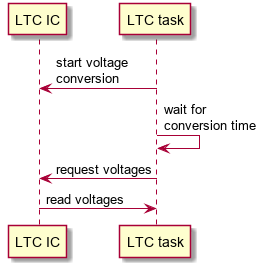 LTC IC
LTC task
start voltage
conversion
wait for
conversion time
request voltages
read voltages
LTC IC
LTC task